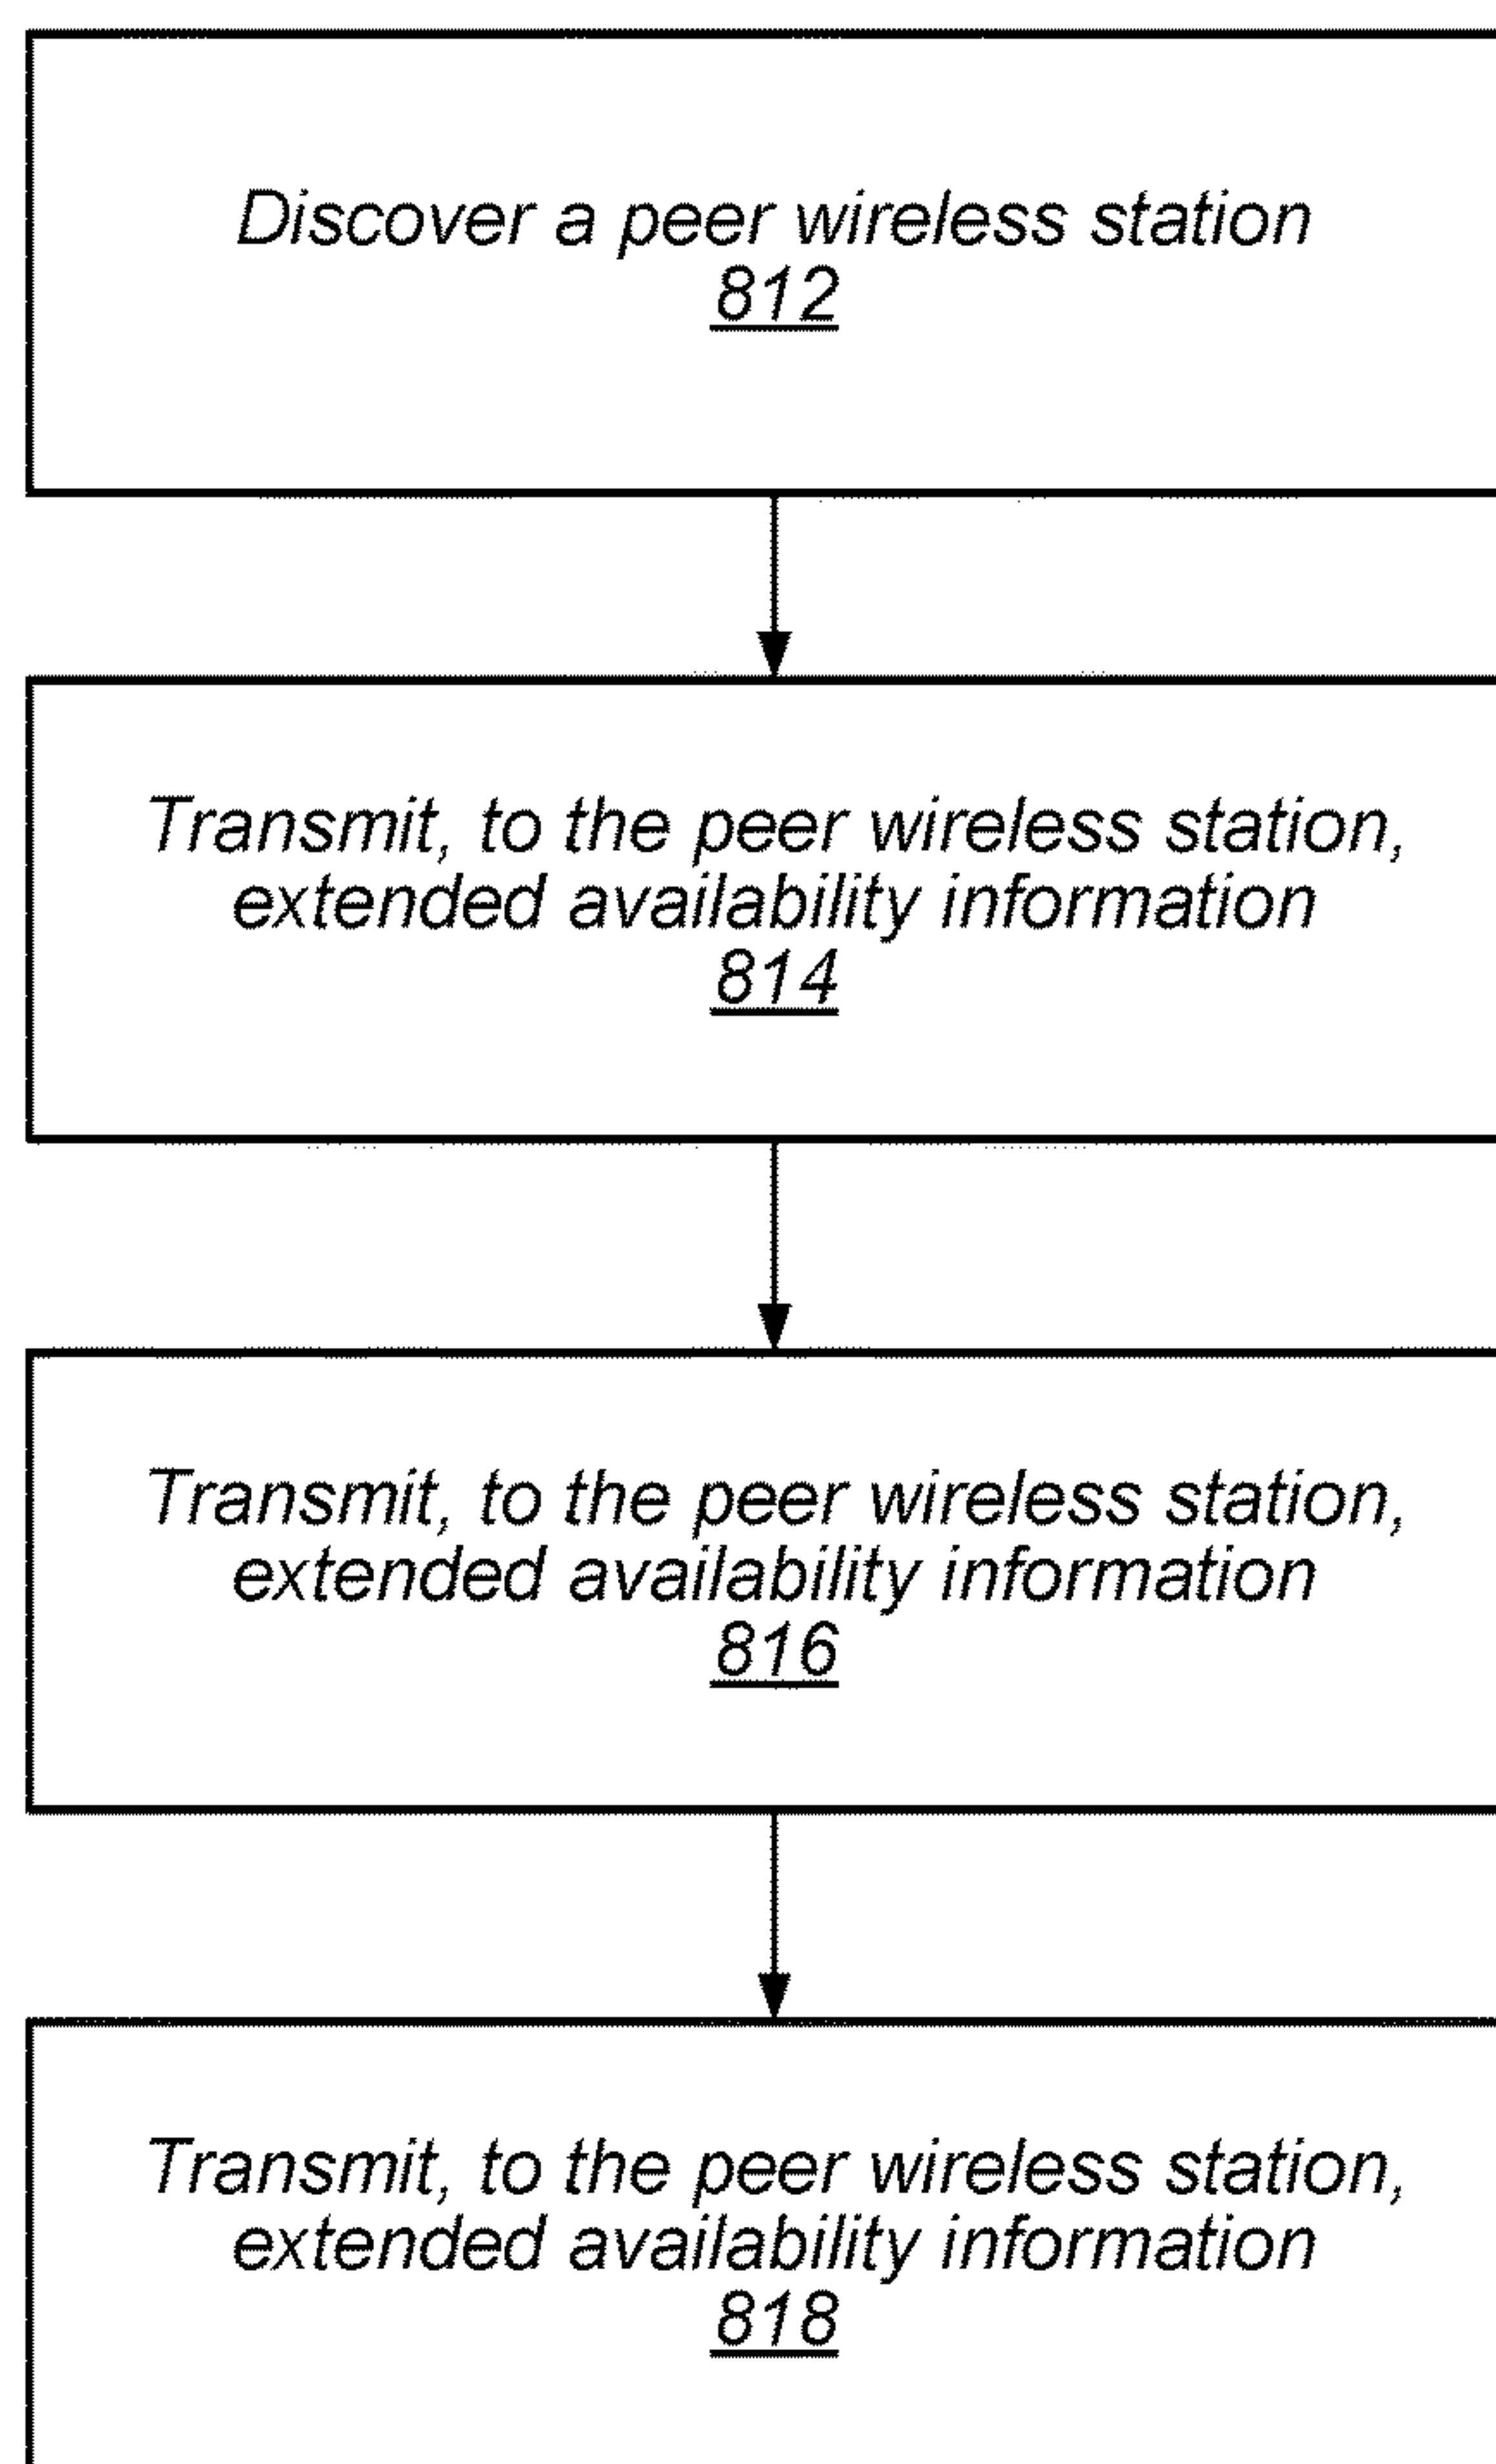 Discover a peer wireless station
812
Transmit, to the peer wireless station,
extended availability information
814
Transmit, to the peer wireless station,
extended availability information
816
Transmit, to the peer wireless station,
extended availability information
818